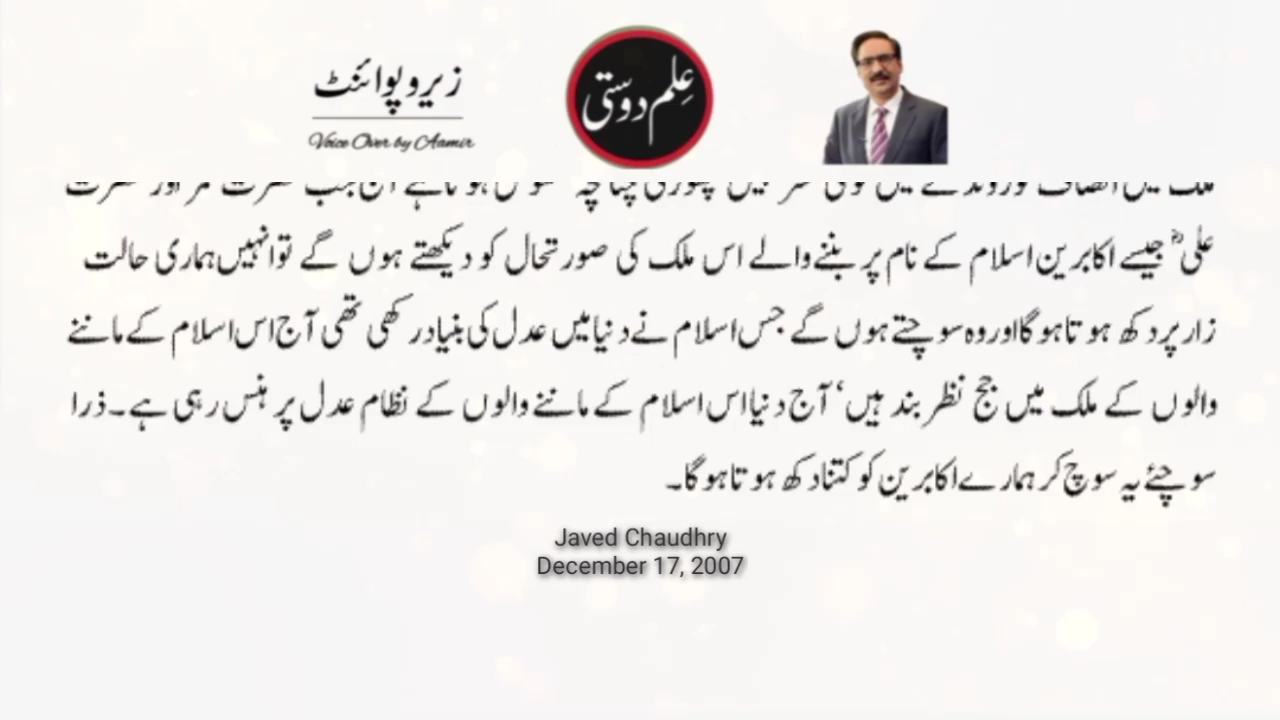 زیرو پوائنٹ
Voice Over by Aamir
علم دوستی
علیؓ جیسے اکابرین اسلام کے نام پر بننے والے اس ملک کی صورتحال کو دیکھتے ہوں گے تو انہیں ہماری حالت
زار پر دکھ ہوتا ہو گا اور وہ سوچتے ہوں گے جس اسلام نے دنیا میں عدل کی بنیاد رکھی تھی آج اس اسلام کے ماننے
والوں کے ملک میں جج نظر بند ہیں‘ آج دنیا اس اسلام کے ماننے والوں کے نظام عدل پر ہنس رہی ہے۔ ذرا
سوچئے یہ سوچ کر ہمارے اکابرین کو کتنا دکھ ہوتا ہو گا۔
Javed Chaudhry
December 17, 2007